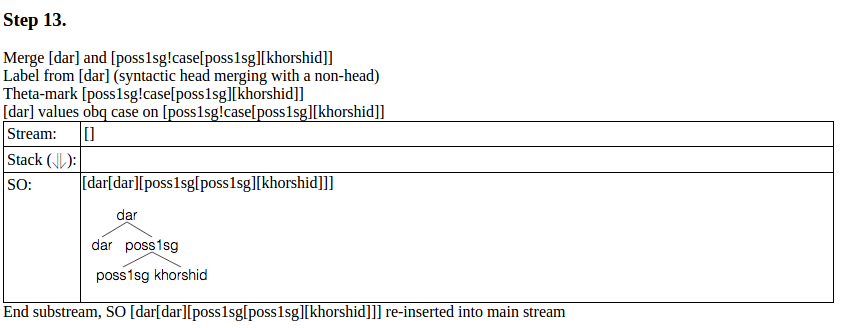 Step 13.
Merge [dar] and [poss1sg!case[poss1sg][khorshid]]
Label from [dar] (syntactic head merging with a non-head)
Theta-mark [poss1sg!case[poss1sg][khorshid]]
[dar] values obq case on [poss1sg!case[poss1sg][khorshid]]
Stream: []
Stack (⇃⇂):
SO: [dar[dar][poss1sg[poss1sg][khorshid]]]
dar
dar poss1sg
poss1sg khorshid
End substream, SO [dar[dar][poss1sg[poss1sg][khorshid]]] re-inserted into main stream